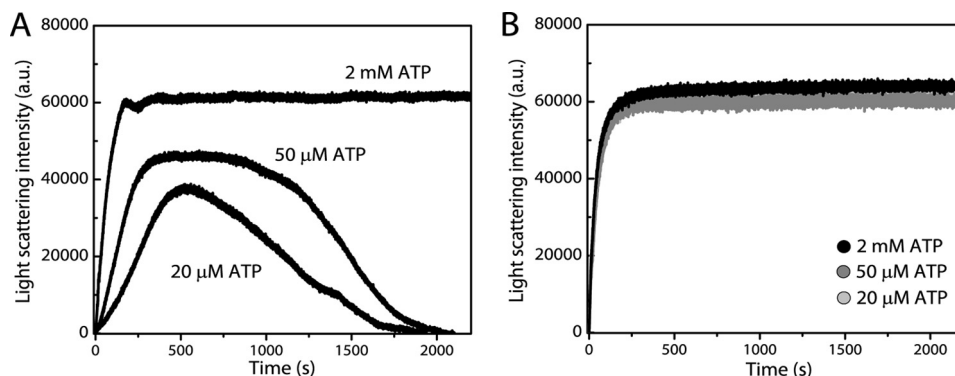 A
Light scattering intensity (a.u.)
80000
60000
40000
20000
0
2 mM ATP
50 μM ATP
20 μM ATP
0 500 1000 1500 2000
Time (s)
B
Light scattering intensity (a.u.)
80000
60000
40000
20000
0
2 mM ATP
50 μM ATP
20 μM ATP
0 500 1000 1500 2000
Time (s)